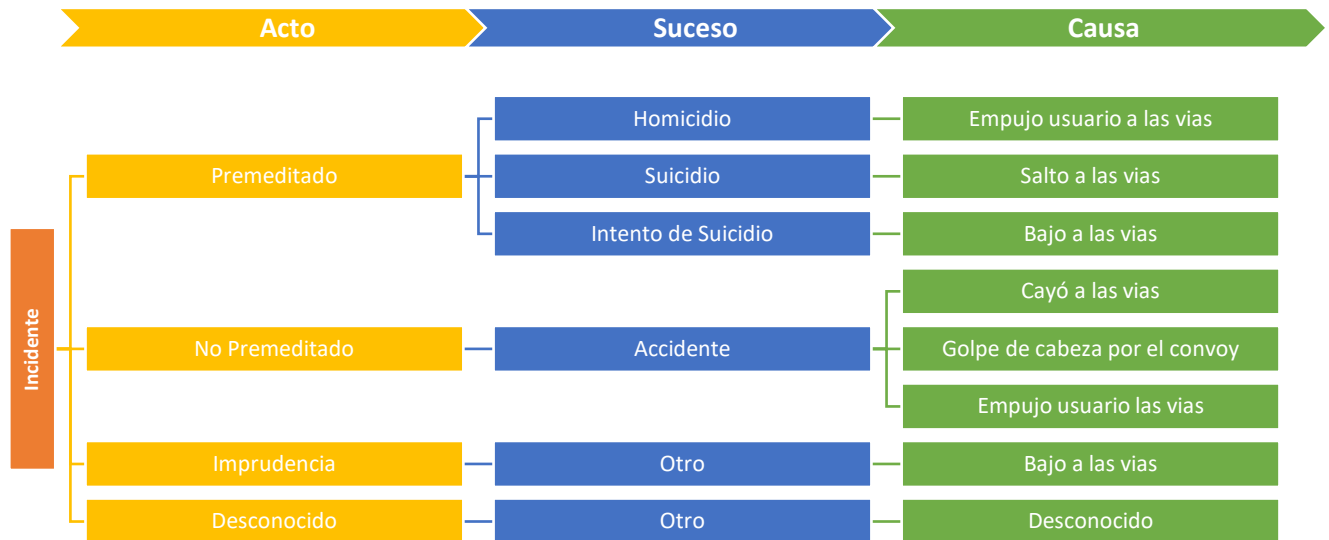 Acto
Suceso
Causa
Incidente
Premeditado
Homicidio
Empujo usuario a las vias
Suicidio
Salto a las vias
Intento de Suicidio
Bajo a las vias
No Premeditado
Accidente
Cayó a las vias
Golpe de cabeza por el convoy
Empujo usuario las vias
Imprudencia
Otro
Bajo a las vias
Desconocido
Otro
Desconocido